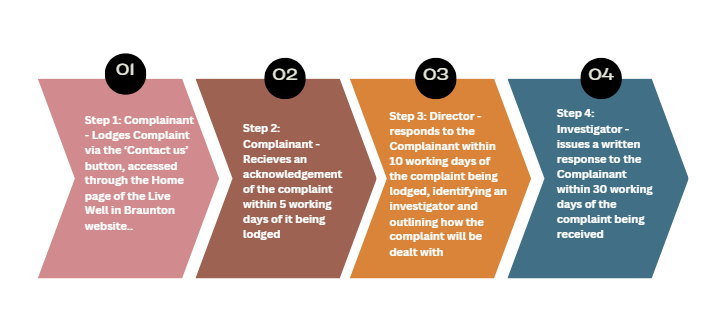 01
Step 1: Complainant
- Lodges Complaint
via the ‘Contact us’
button, accessed
through the Home
page of the Live
Well in Braunton
website..
02
Step 2:
Complainant -
Recieves an
acknowledgement
of the complaint
within 5 working
days of it being
lodged
03
Step 3: Director -
responds to the
Complainant within
10 working days of
the complaint being
lodged, identifying an
investigator and
outlining how the
complaint will be
dealt with
04
Step 4:
Investigator -
issues a written
response to the
Complainant
within 30 working
days of the
complaint being
received